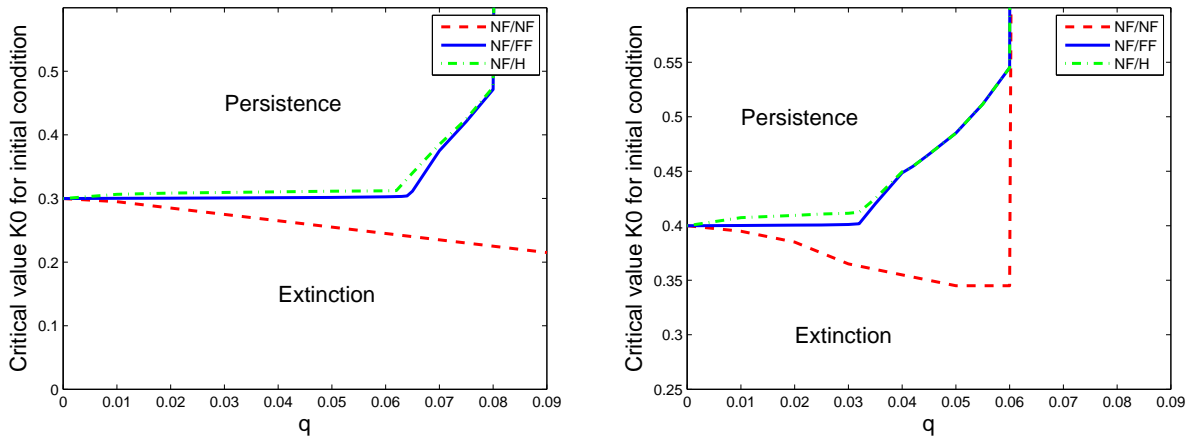 Critical value K0 for initial condition
0.5
0.4
0.3
0.2
0.1
0
NF/NF
NF/FF
NF/H
Persistence
Extinction
0 0.01 0.02 0.03 0.04 0.05 0.06 0.07 0.08 0.09
q
Critical value K0 for initial condition
0.55
0.5
0.45
0.4
0.35
0.3
0.25
NF/NF
NF/FF
NF/H
Persistence
Extinction
0 0.01 0.02 0.03 0.04 0.05 0.06 0.07 0.08 0.09
q